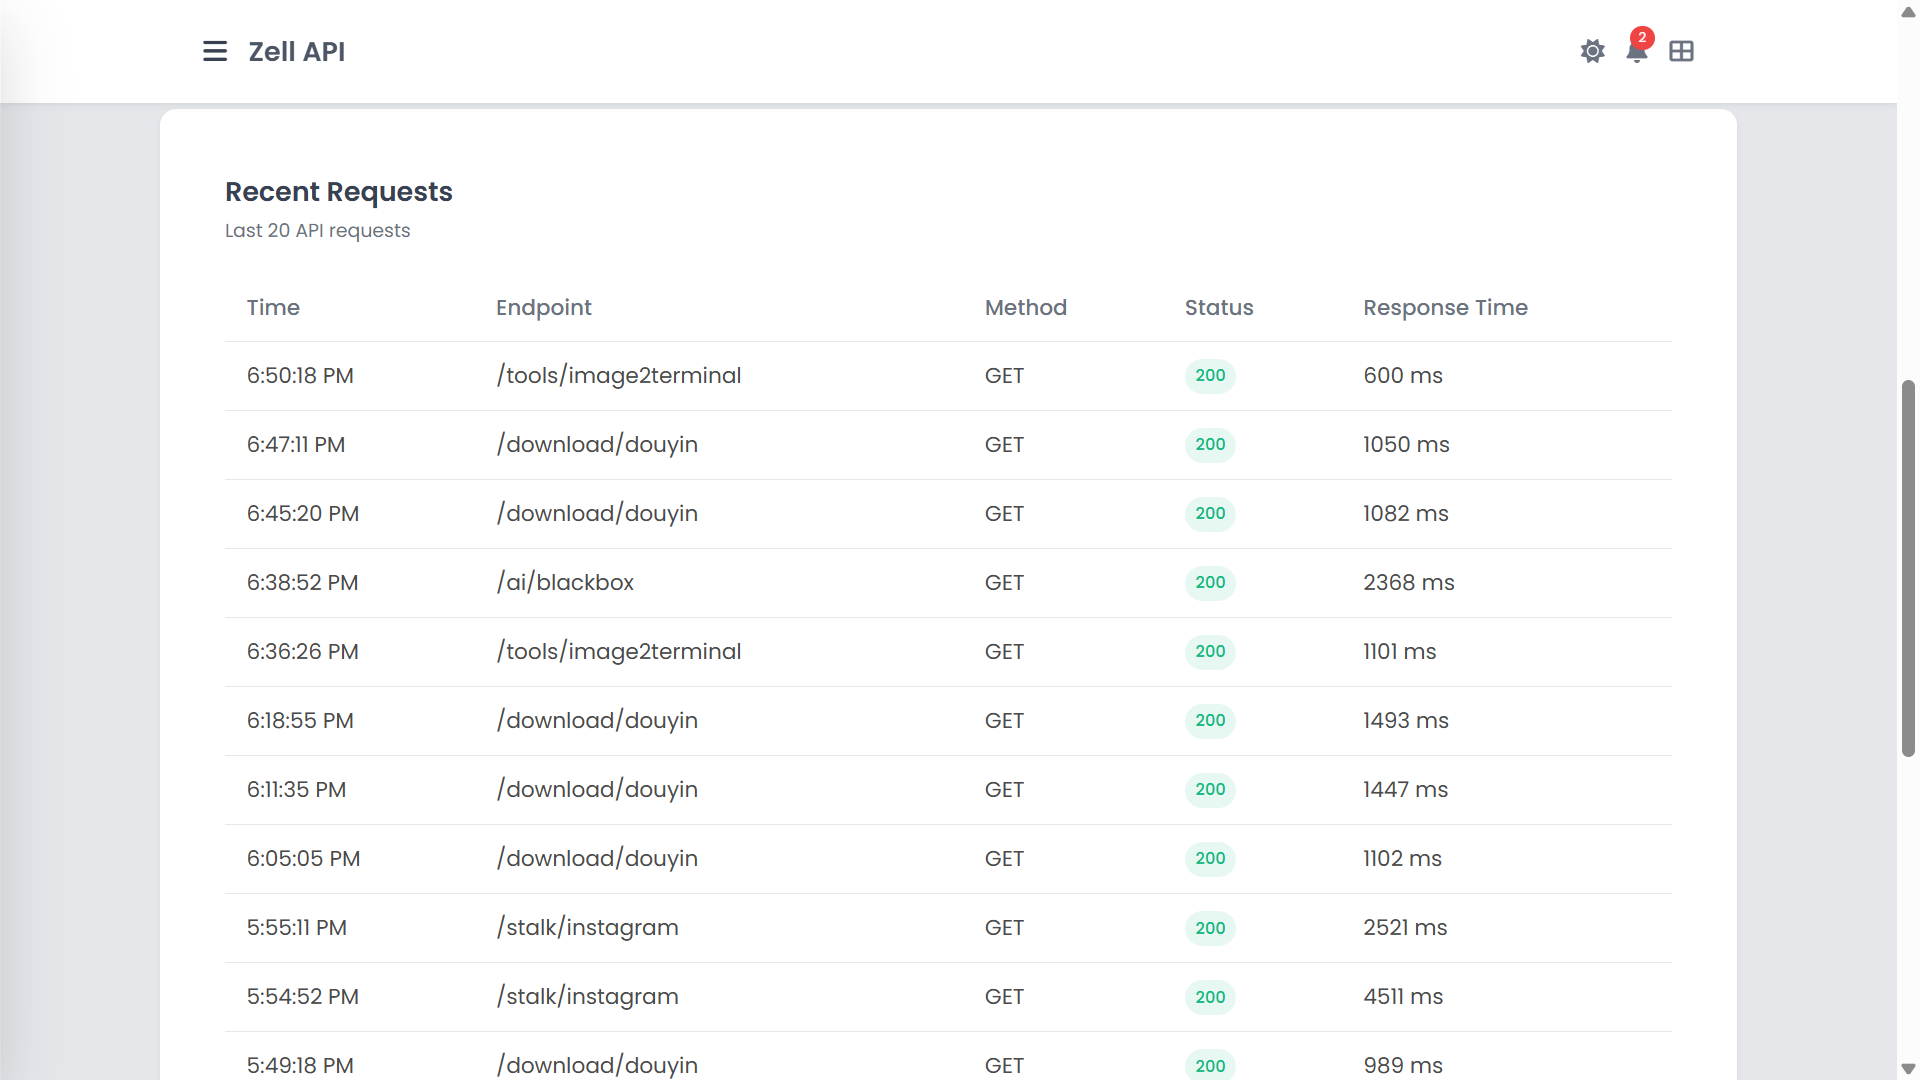 Zell API
2
Recent Requests
Last 20 API requests
Time Endpoint Method Status Response Time
6:50:18 PM /tools/image2terminal GET 200 600 ms
6:47:11 PM /download/douyin GET 200 1050 ms
6:45:20 PM /download/douyin GET 200 1082 ms
6:38:52 PM /ai/blackbox GET 200 2368 ms
6:36:26 PM /tools/image2terminal GET 200 1101 ms
6:18:55 PM /download/douyin GET 200 1493 ms
6:11:35 PM /download/douyin GET 200 1447 ms
6:05:05 PM /download/douyin GET 200 1102 ms
5:55:11 PM /stalk/instagram GET 200 2521 ms
5:54:52 PM /stalk/instagram GET 200 4511 ms
5:49:18 PM /download/douyin GET 200 989 ms